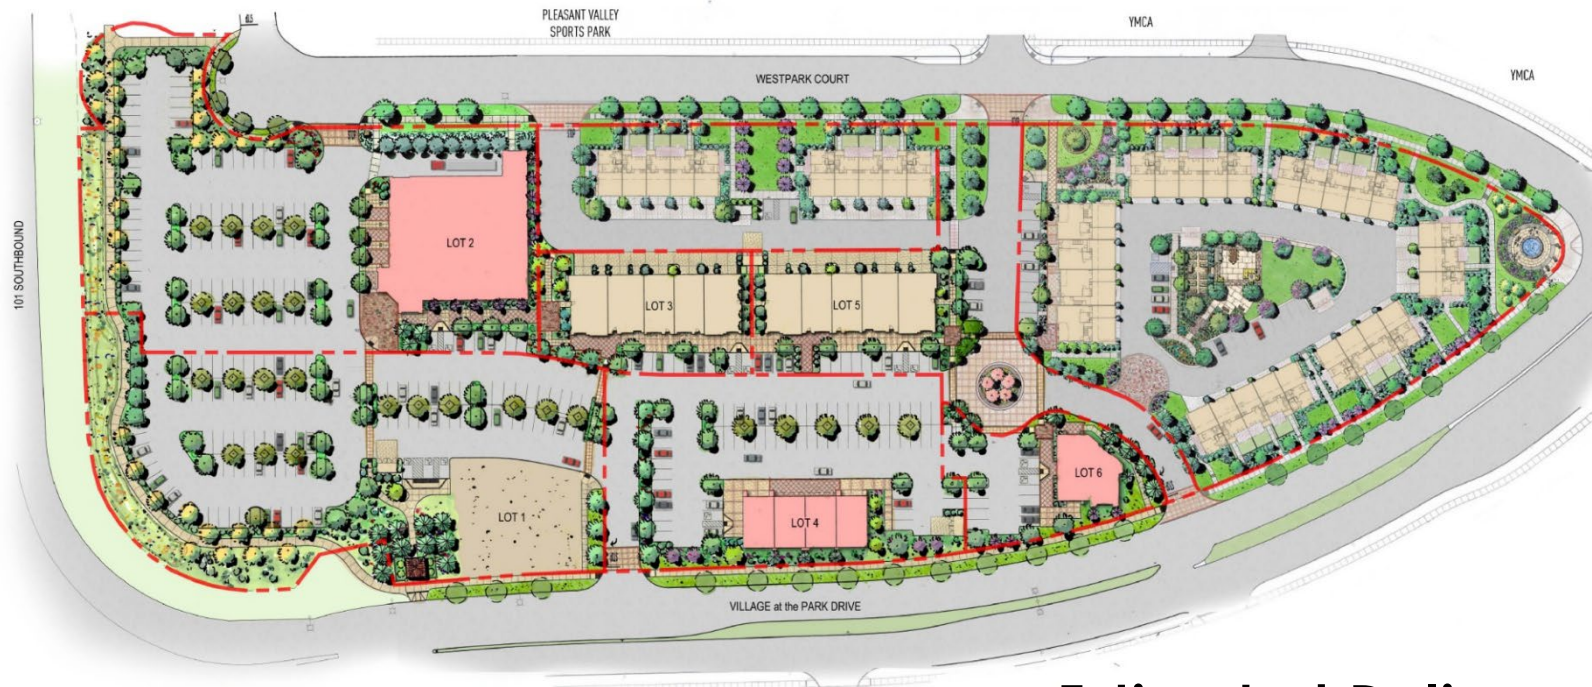 PLEASANT VALLEY
SPORTS PARK
YMCA
YMCA
WESTPARK COURT
101 SOUTHBOUND
LOT 2
LOT 3
LOT 5
LOT 6
LOT 1
LOT 4
VILLAGE at the PARK DRIVE